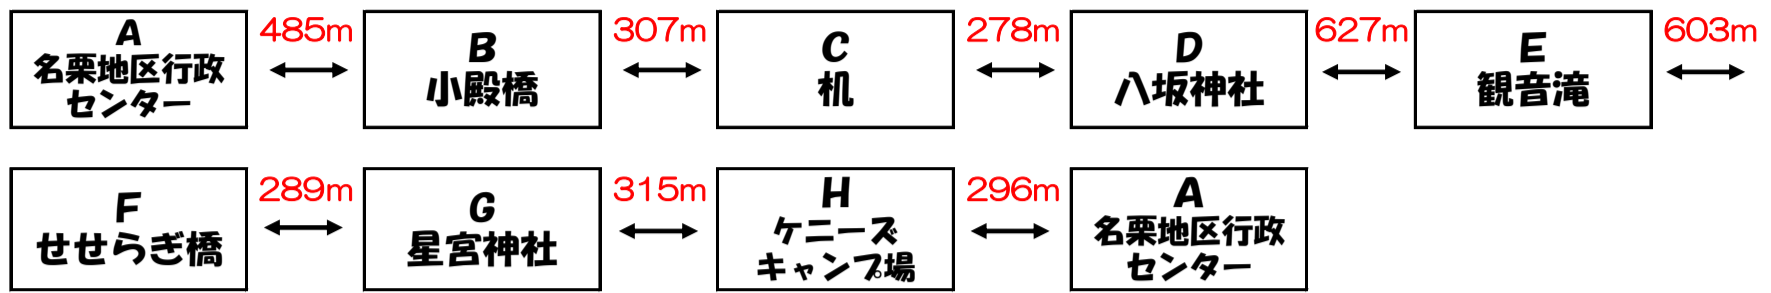 A
名栗地区行政
センター
485m
B
小殿橋
307m
C
机
278m
D
八坂神社
627m
E
観音滝
603m
F
せせらぎ橋
289m
G
星宮神社
315m
H
ケニーズ
キャンプ場
296m
A
名栗地区行政
センター